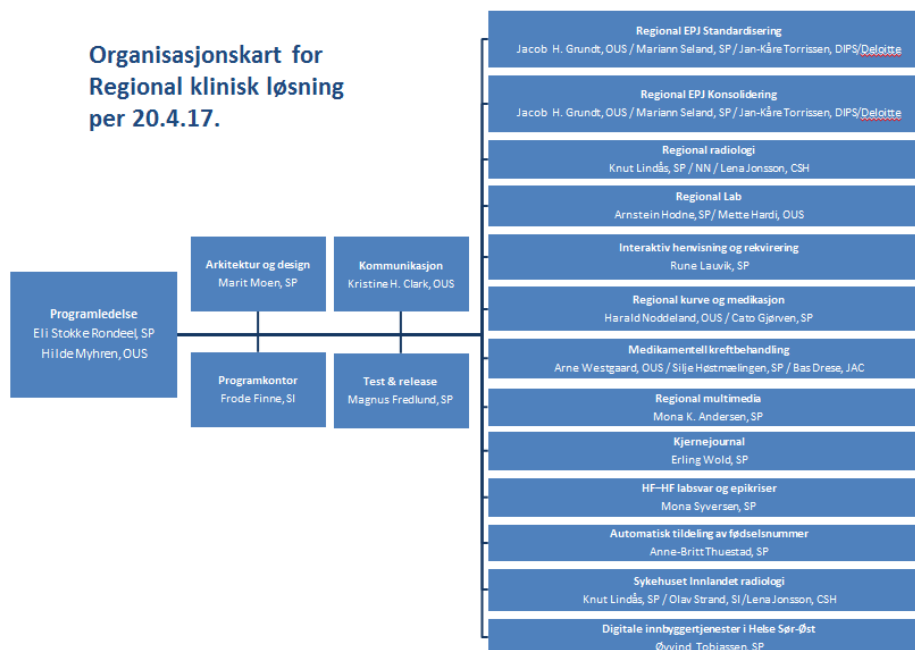 Organisasjonskart for
Regional klinisk løsning
per 20.4.17.
Programledelse
Eli Stokke Rondeel, SP
Hilde Myhren, OUS
Arkitektur og design
Marit Moen, SP
Kommunikasjon
Kristine H. Clark, OUS
Programkontor
Frode Finne, SI
Test & release
Magnus Fredlund, SP
Regional EPJ Standardisering
Jacob H. Grundt, OUS / Mariann Seland, SP / Jan-Kåre Torrissen, DIPS/Deloitte
Regional EPJ Konsolidering
Jacob H. Grundt, OUS / Mariann Seland, SP / Jan-Kåre Torrissen, DIPS/Deloitte
Regional radiologi
Knut Lindås, SP / NN / Lena Jonsson, CSH
Regional Lab
Arnstein Hodne, SP/ Mette Hardi, OUS
Interaktiv henvisning og rekvirering
Rune Lauvik, SP
Regional kurve og medikasjon
Harald Noddeland, OUS / Cato Gjørven, SP
Medikamentell kreftbehandling
Arne Westgaard, OUS / Silje Høstmælingen, SP / Bas Drese, JAC
Regional multimedia
Mona K. Andersen, SP
Kjernejournal
Erling Wold, SP
HF–HF labsvar og epikriser
Mona Syversen, SP
Automatisk tildeling av fødselsnummer
Anne-Britt Thuestad, SP
Sykehuset Innlandet radiologi
Knut Lindås, SP / Olav Strand, SI /Lena Jonsson, CSH
Digitale innbyggertjenester i Helse Sør-Øst
Øyvind Tobiassen, SP